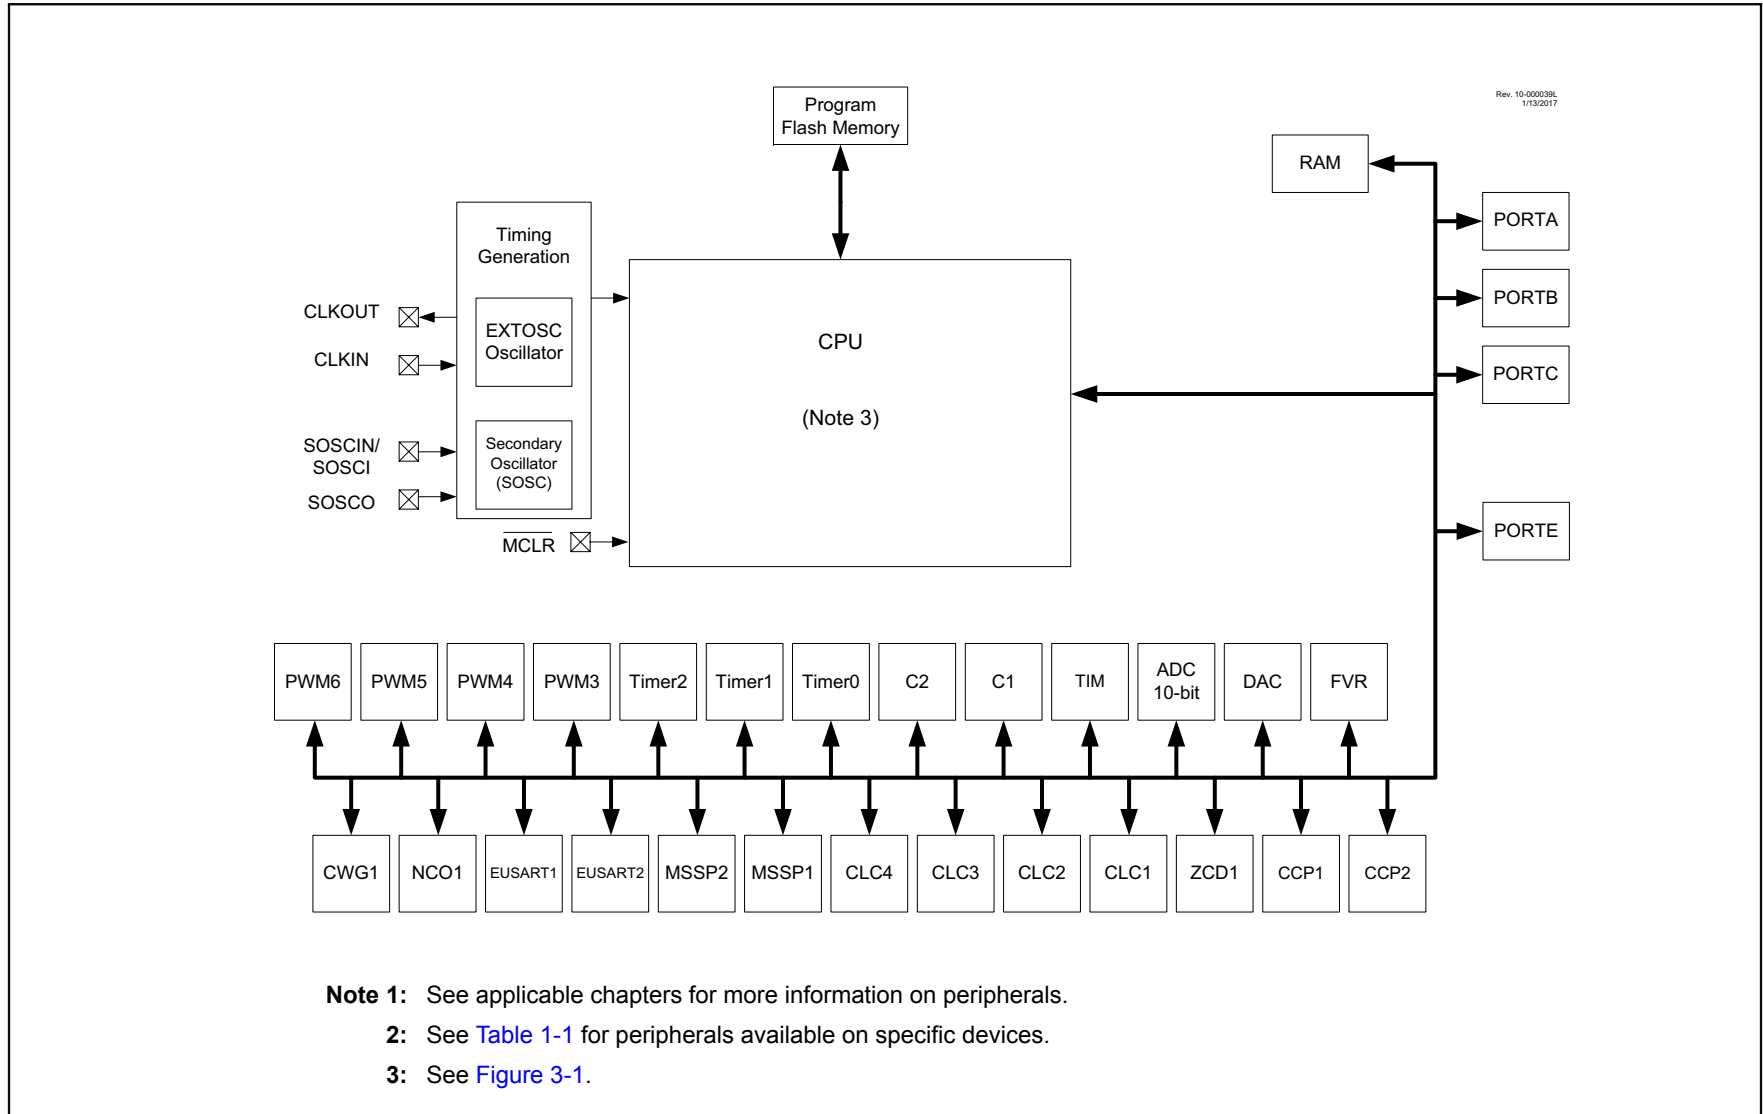 Rev. 10-000039L
1/13/2017
Program
Flash Memory
RAM
PORTA
PORTB
PORTC
PORTE
Timing
Generation
EXTOSC
Oscillator
Secondary
Oscillator
(SOSC)
CLKOUT
CLKIN
SOSCIN/
SOSCI
SOSCO
MCLR
CPU
(Note 3)
PWM6
PWM5
PWM4
PWM3
Timer2
Timer1
Timer0
C2
C1
TIM
ADC
10-bit
DAC
FVR
CWG1
NCO1
EUSART1
EUSART2
MSSP2
MSSP1
CLC4
CLC3
CLC2
CLC1
ZCD1
CCP1
CCP2
Note 1: See applicable chapters for more information on peripherals.
2: See Table 1-1 for peripherals available on specific devices.
3: See Figure 3-1.